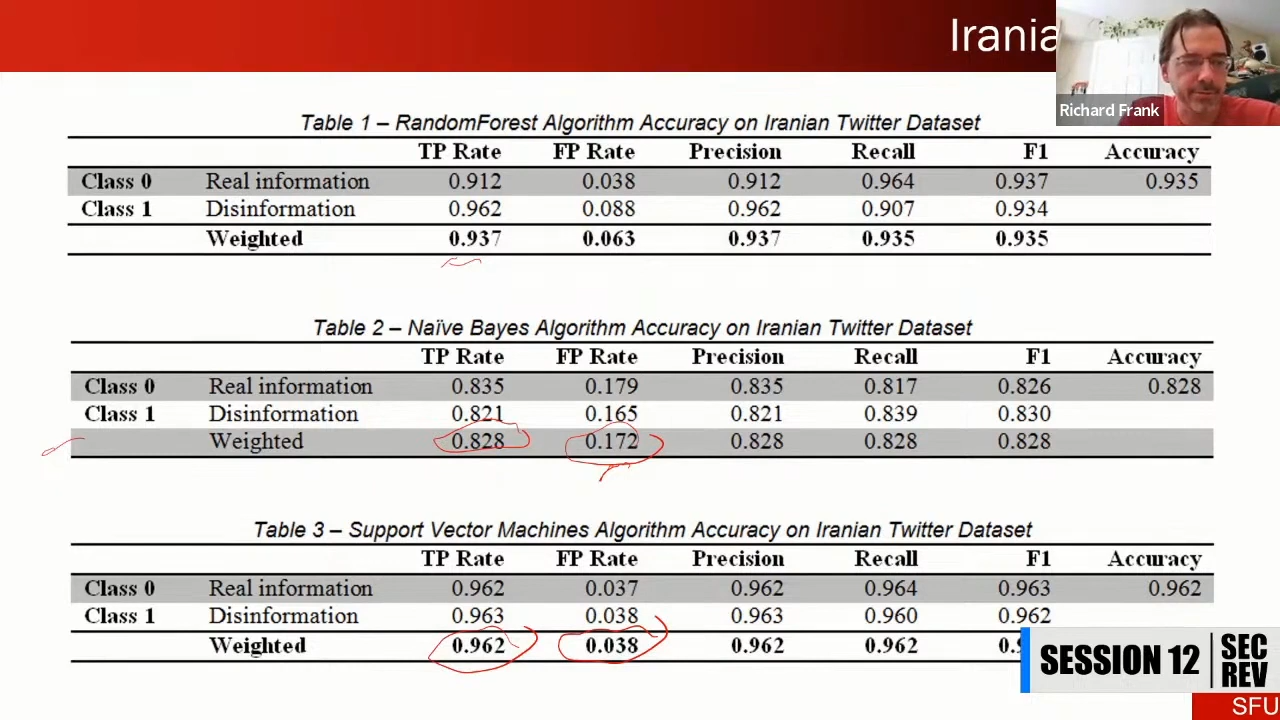 Irania
Richard Frank
Table 1 – RandomForest Algorithm Accuracy on Iranian Twitter Dataset
TP Rate FP Rate Precision Recall F1 Accuracy
Class 0 Real information 0.912 0.038 0.912 0.964 0.937 0.935
Class 1 Disinformation 0.962 0.088 0.962 0.907 0.934
Weighted 0.937 0.063 0.937 0.935 0.935
Table 2 – Naïve Bayes Algorithm Accuracy on Iranian Twitter Dataset
TP Rate FP Rate Precision Recall F1 Accuracy
Class 0 Real information 0.835 0.179 0.835 0.817 0.826 0.828
Class 1 Disinformation 0.821 0.165 0.821 0.839 0.830
Weighted 0.828 0.172 0.828 0.828 0.828
Table 3 – Support Vector Machines Algorithm Accuracy on Iranian Twitter Dataset
TP Rate FP Rate Precision Recall F1 Accuracy
Class 0 Real information 0.962 0.037 0.962 0.964 0.963 0.962
Class 1 Disinformation 0.963 0.038 0.963 0.960 0.962
Weighted 0.962 0.038 0.962 0.962
SESSION 12
SEC
REV
SFU